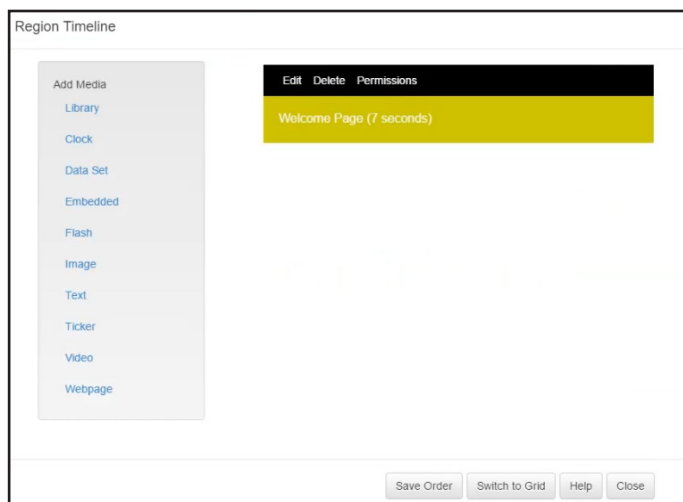 Region Timeline
Add Media
Library
Clock
Data Set
Embedded
Flash
Image
Text
Ticker
Video
Webpage
Edit Delete Permissions
Welcome Page (7 seconds)
Save Order Switch to Grid Help Close